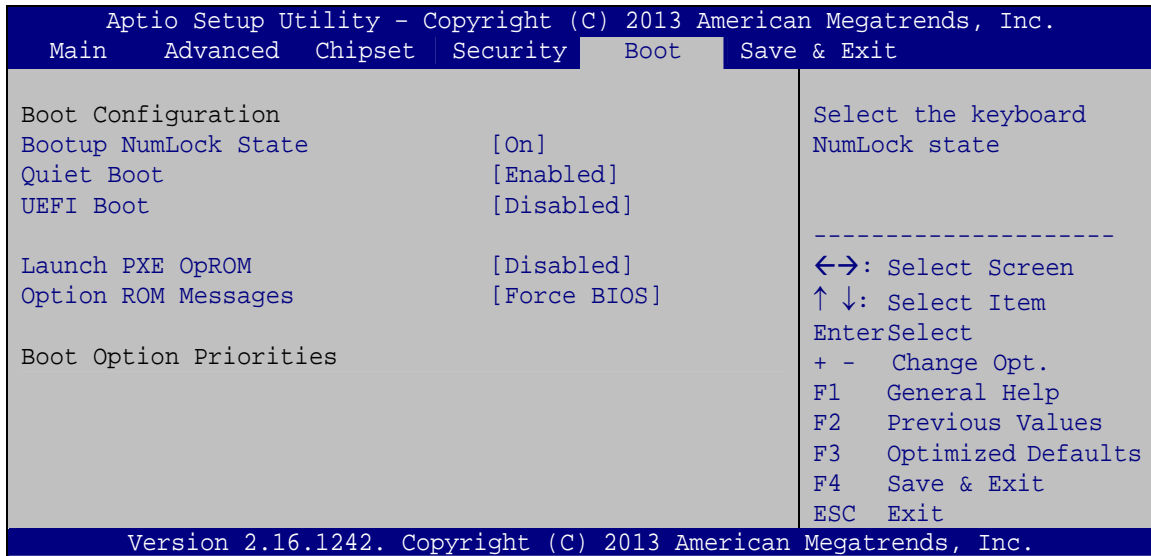 Aptio Setup Utility – Copyright (C) 2013 American Megatrends, Inc.
Main Advanced Chipset Security Boot Save & Exit
Boot Configuration
Bootup NumLock State [On]
Quiet Boot [Enabled]
UEFI Boot [Disabled]
Launch PXE OpROM [Disabled]
Option ROM Messages [Force BIOS]
Boot Option Priorities
Select the keyboard
NumLock state
---------------------
←→: Select Screen
↑ ↓: Select Item
EnterSelect
+ - Change Opt.
F1 General Help
F2 Previous Values
F3 Optimized Defaults
F4 Save & Exit
ESC Exit
Version 2.16.1242. Copyright (C) 2013 American Megatrends, Inc.